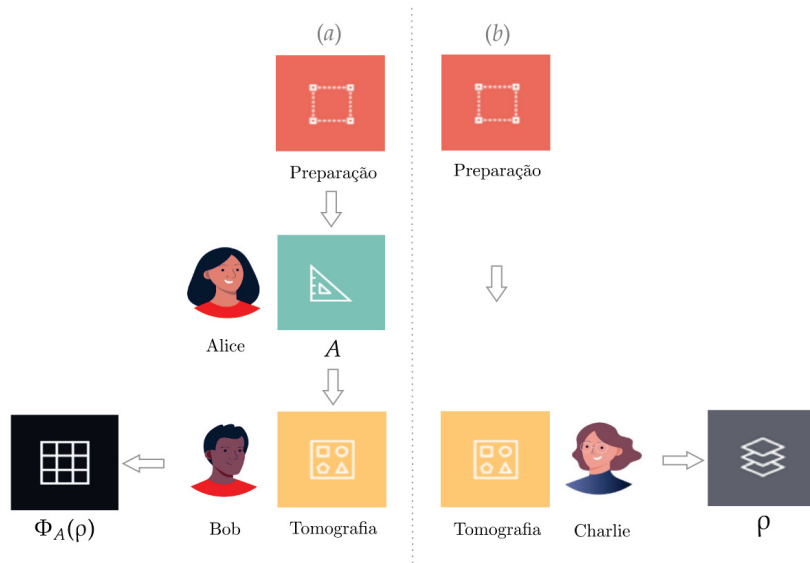 (a)
(b)
Preparação
Preparação
Alice
A
Φ_A(ρ)
Bob
Tomografia
Tomografia
Charlie
ρ